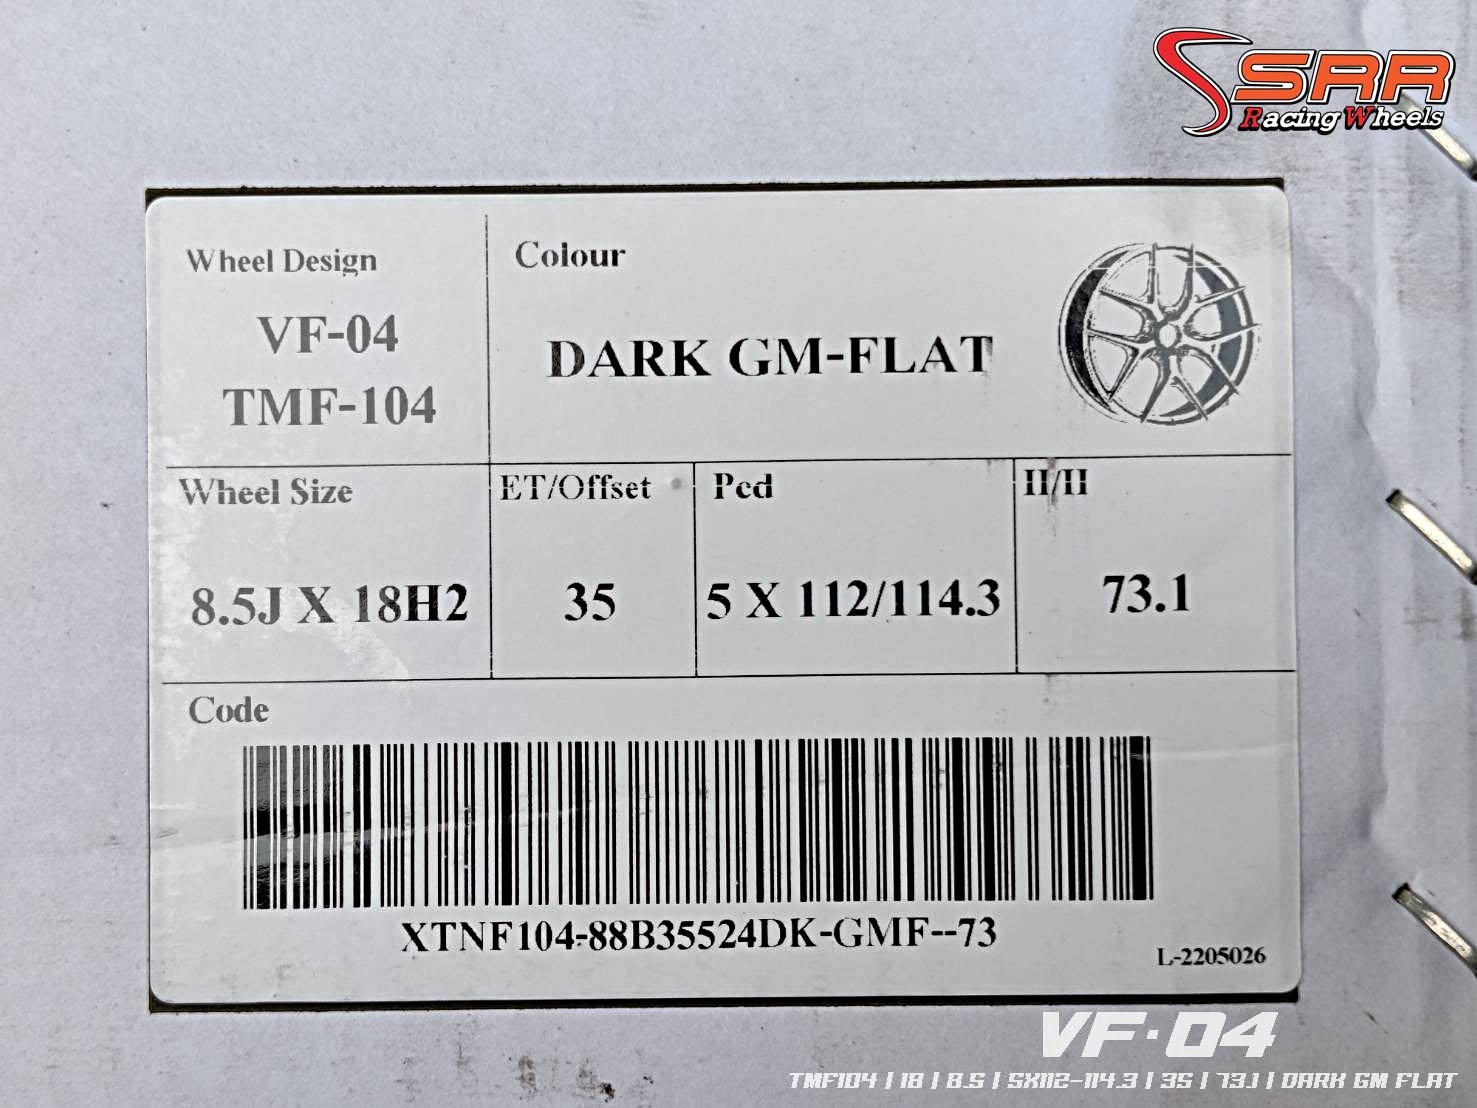 SRR
Racing Wheels
Wheel Design
VF-04
TMF-104
Colour
DARK GM-FLAT
Wheel Size
8.5J X 18H2
ET/Offset
35
Pcd
5 X 112/114.3
H/H
73.1
Code
XTNF104-88B35524DK-GMF--73
L-2205026
VF-04
TMF104 | 18 | 8.5 | 5X112-114.3 | 35 | 73.1 | DARK GM FLAT